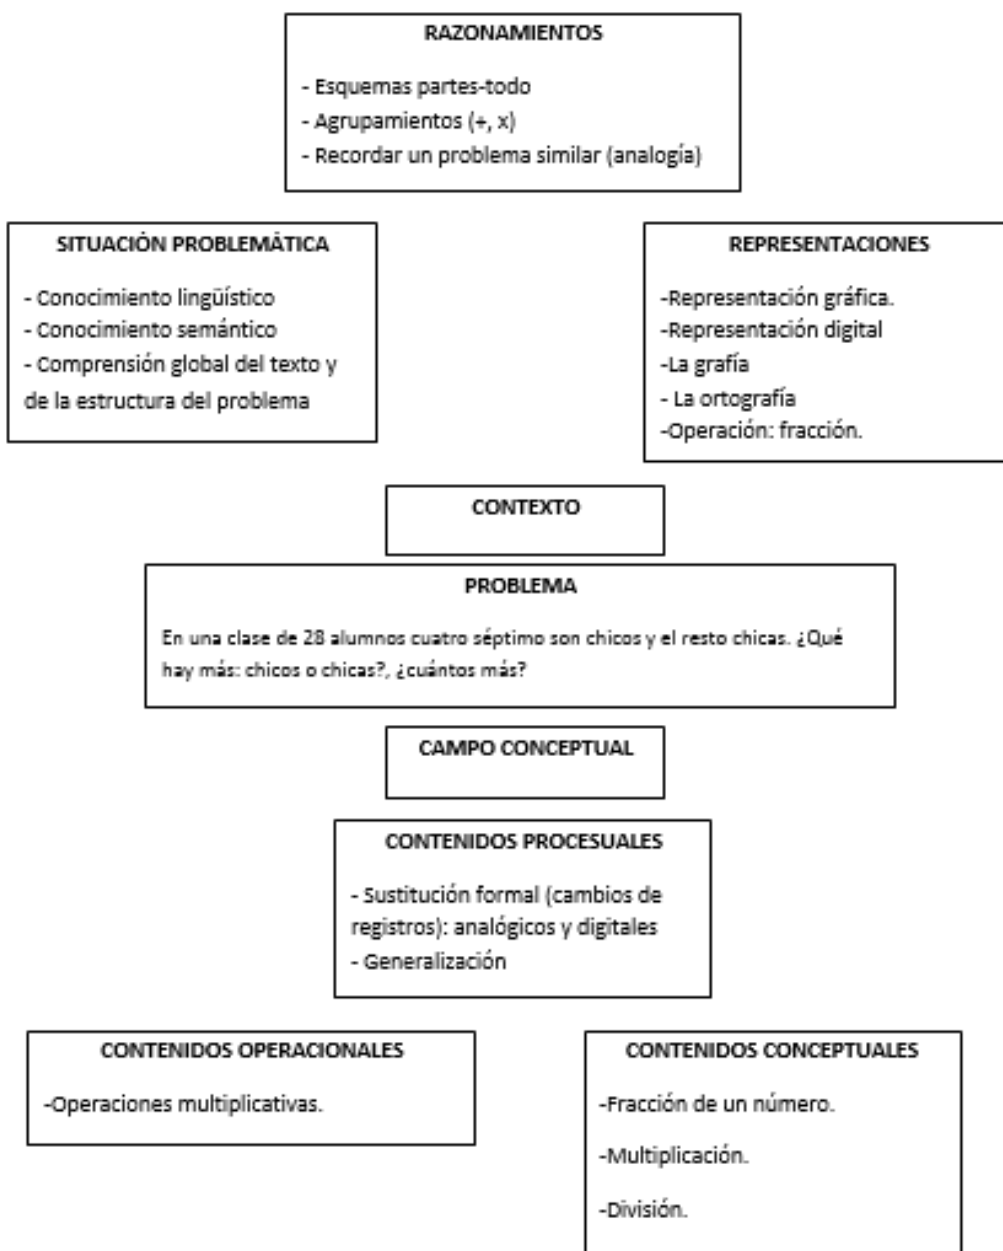 RAZONAMIENTOS
- Esquemas partes-todo
- Agrupamientos (+, x)
- Recordar un problema similar (analogía)
SITUACIÓN PROBLEMÁTICA
- Conocimiento lingüístico
- Conocimiento semántico
- Comprensión global del texto y
de la estructura del problema
REPRESENTACIONES
-Representación gráfica.
-Representación digital
-La grafía
- La ortografía
-Operación: fracción.
CONTEXTO
PROBLEMA
En una clase de 28 alumnos cuatro séptimo son chicos y el resto chicas. ¿Qué
hay más: chicos o chicas?, ¿cuántos más?
CAMPO CONCEPTUAL
CONTENIDOS PROCESUALES
- Sustitución formal (cambios de
registros): analógicos y digitales
- Generalización
CONTENIDOS OPERACIONALES
-Operaciones multiplicativas.
CONTENIDOS CONCEPTUALES
-Fracción de un número.
-Multiplicación.
-División.